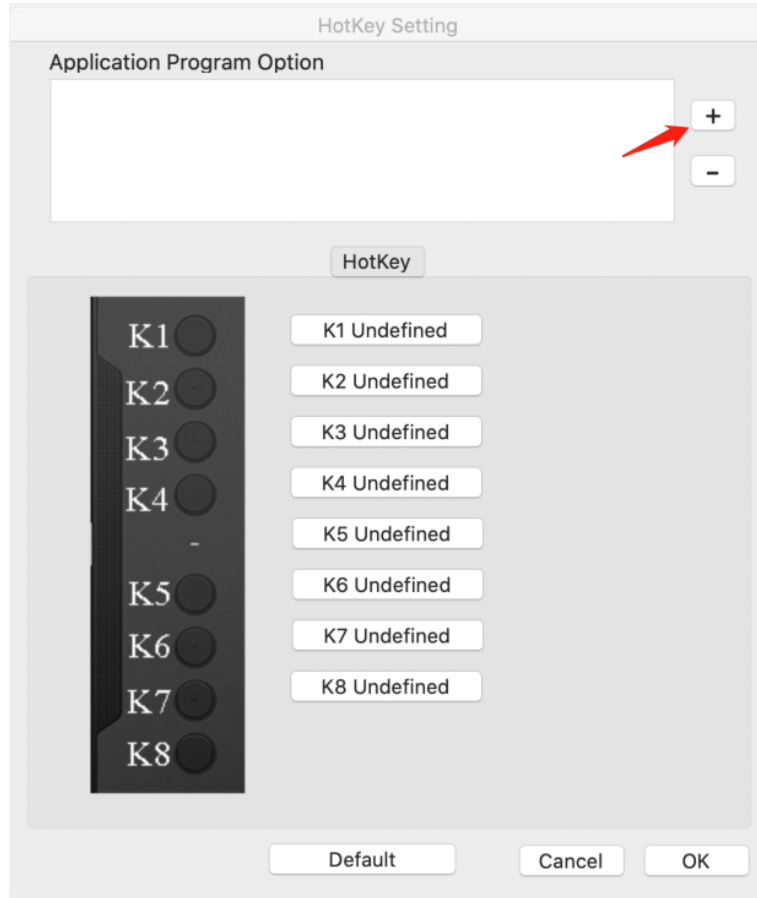 HotKey Setting
Application Program Option
+
-
HotKey
K1 K1 Undefined
K2 K2 Undefined
K3 K3 Undefined
K4 K4 Undefined
K5 K5 Undefined
K6 K6 Undefined
K7 K7 Undefined
K8 K8 Undefined
Default Cancel OK